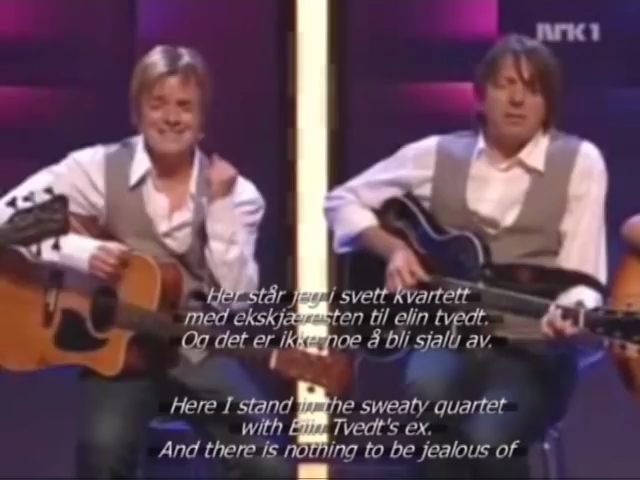 NRK1
Her står jeg i svett kvartett
med ekskjæresten til elin tvedt.
Og det er ikke noe å bli sjalu av.
Here I stand in the sweaty quartet
with Elin Tvedt's ex.
And there is nothing to be jealous of